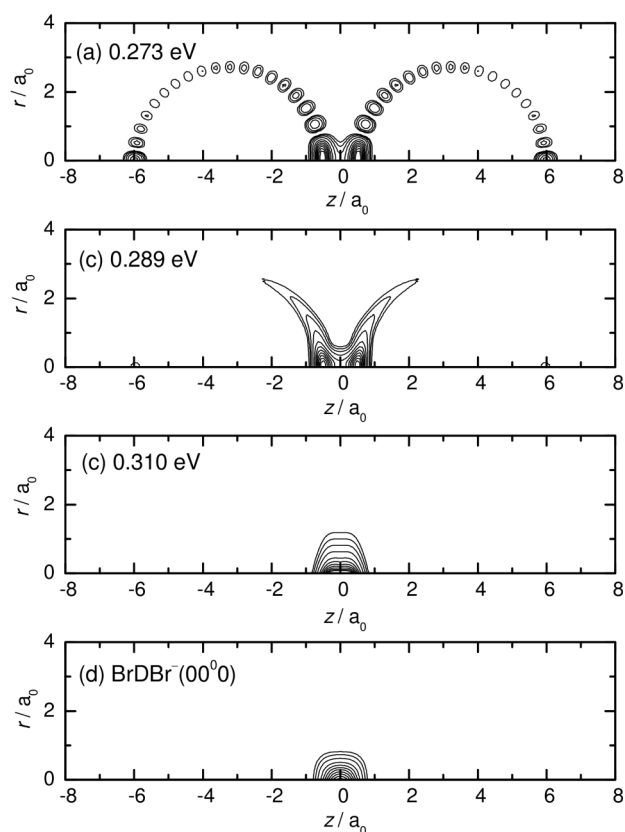 (a) 0.273 eV
r / a₀
4
2
0
-8 -6 -4 -2 0 2 4 6 8
z / a₀
(c) 0.289 eV
r / a₀
4
2
0
-8 -6 -4 -2 0 2 4 6 8
z / a₀
(c) 0.310 eV
r / a₀
4
2
0
-8 -6 -4 -2 0 2 4 6 8
z / a₀
(d) BrDBr⁻(00⁰0)
r / a₀
4
2
0
-8 -6 -4 -2 0 2 4 6 8
z / a₀